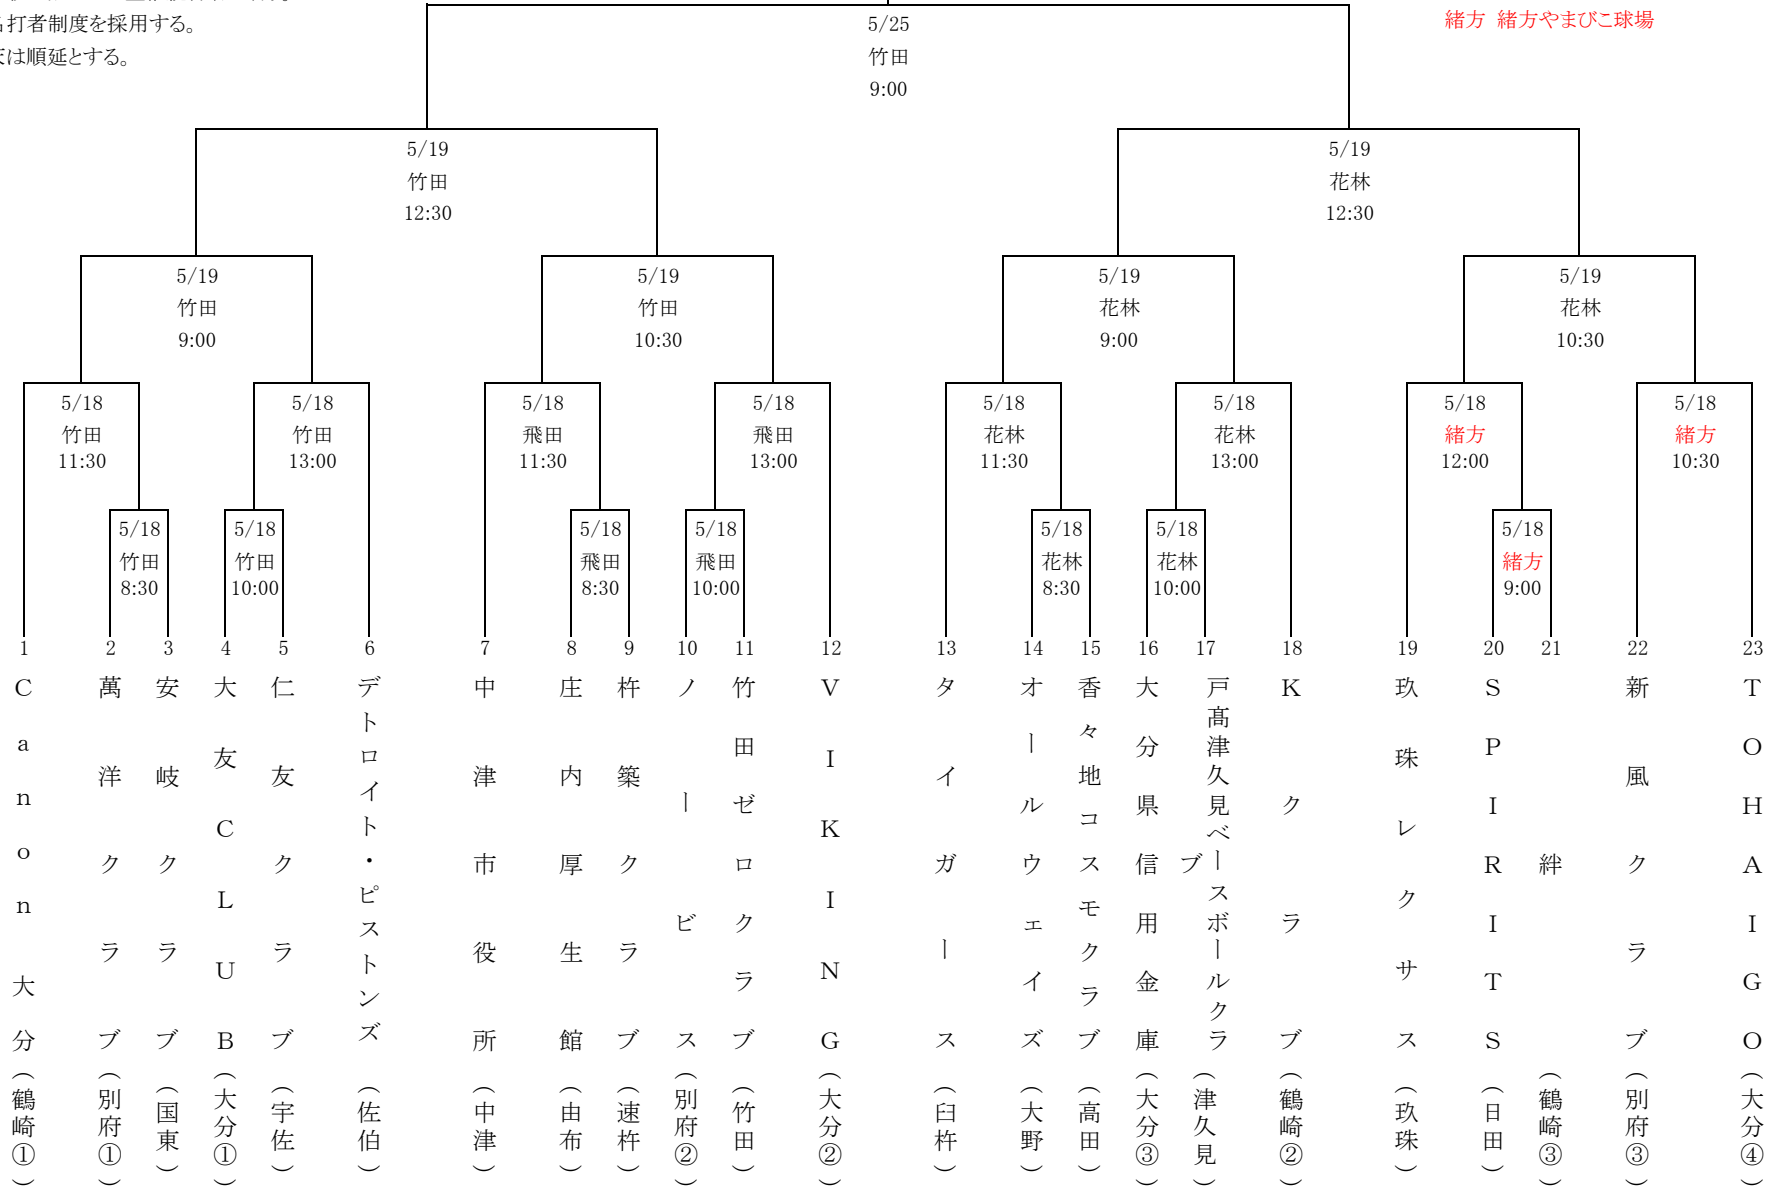 打者制度を採用する。
は順延とする。
緒方 緒方やまびこ球場
5/25
竹田
9:00
5/19
竹田
12:30
5/19
花林
12:30
5/19
竹田
9:00
5/19
竹田
10:30
5/19
花林
9:00
5/19
花林
10:30
5/18
竹田
11:30
5/18
竹田
13:00
5/18
飛田
11:30
5/18
飛田
13:00
5/18
花林
11:30
5/18
花林
13:00
5/18
緒方
12:00
5/18
緒方
10:30
5/18
竹田
8:30
5/18
竹田
10:00
5/18
飛田
8:30
5/18
飛田
10:00
5/18
花林
8:30
5/18
花林
10:00
5/18
緒方
9:00
1
Canon大分
(鶴崎①)
2
萬洋クラブ
(別府①)
3
安岐クラブ
(国東)
4
大友CLUB
(大分①)
5
仁友クラブ
(宇佐)
6
デトロイト・ピストンズ
(佐伯)
7
中津市役所
(中津)
8
庄内厚生館
(由布)
9
杵築クラブ
(速杵)
10
ノービス
(別府②)
11
竹田ゼロクラブ
(竹田)
12
VIKING
(大分②)
13
タイガース
(臼杵)
14
オールウェイズ
(大野)
15
香々地コスモクラブ
(高田)
16
大分県信用金庫
(大分③)
17
戸髙津久見ベースボールクラ
ブ
(津久見)
18
Kクラブ
(鶴崎②)
19
玖珠レクサス
(玖珠)
20
SPIRITS
(日田)
21
絆
(鶴崎③)
22
新風クラブ
(別府③)
23
TOHAIGO
(大分④)